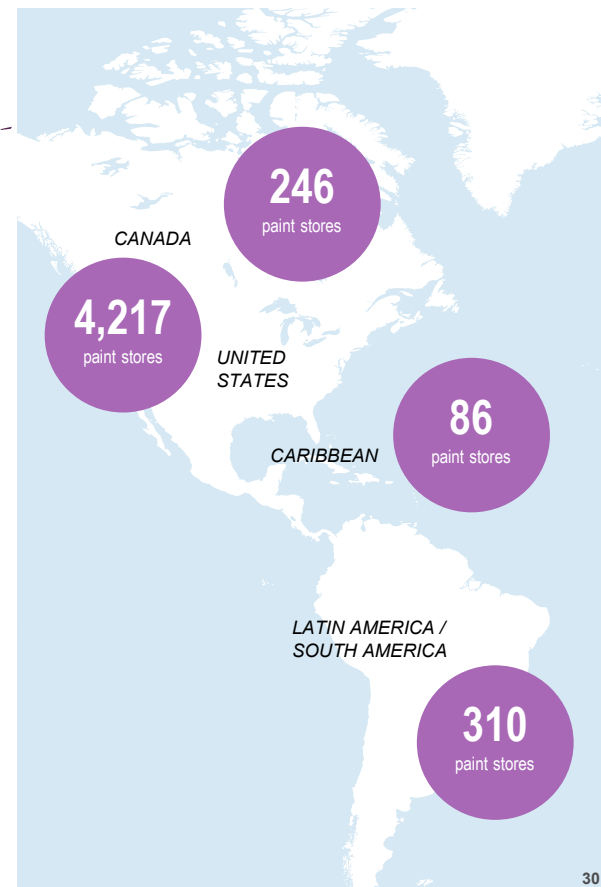 246
paint stores
CANADA
4,217
paint stores
UNITED
STATES
86
paint stores
CARIBBEAN
LATIN AMERICA /
SOUTH AMERICA
310
paint stores
30